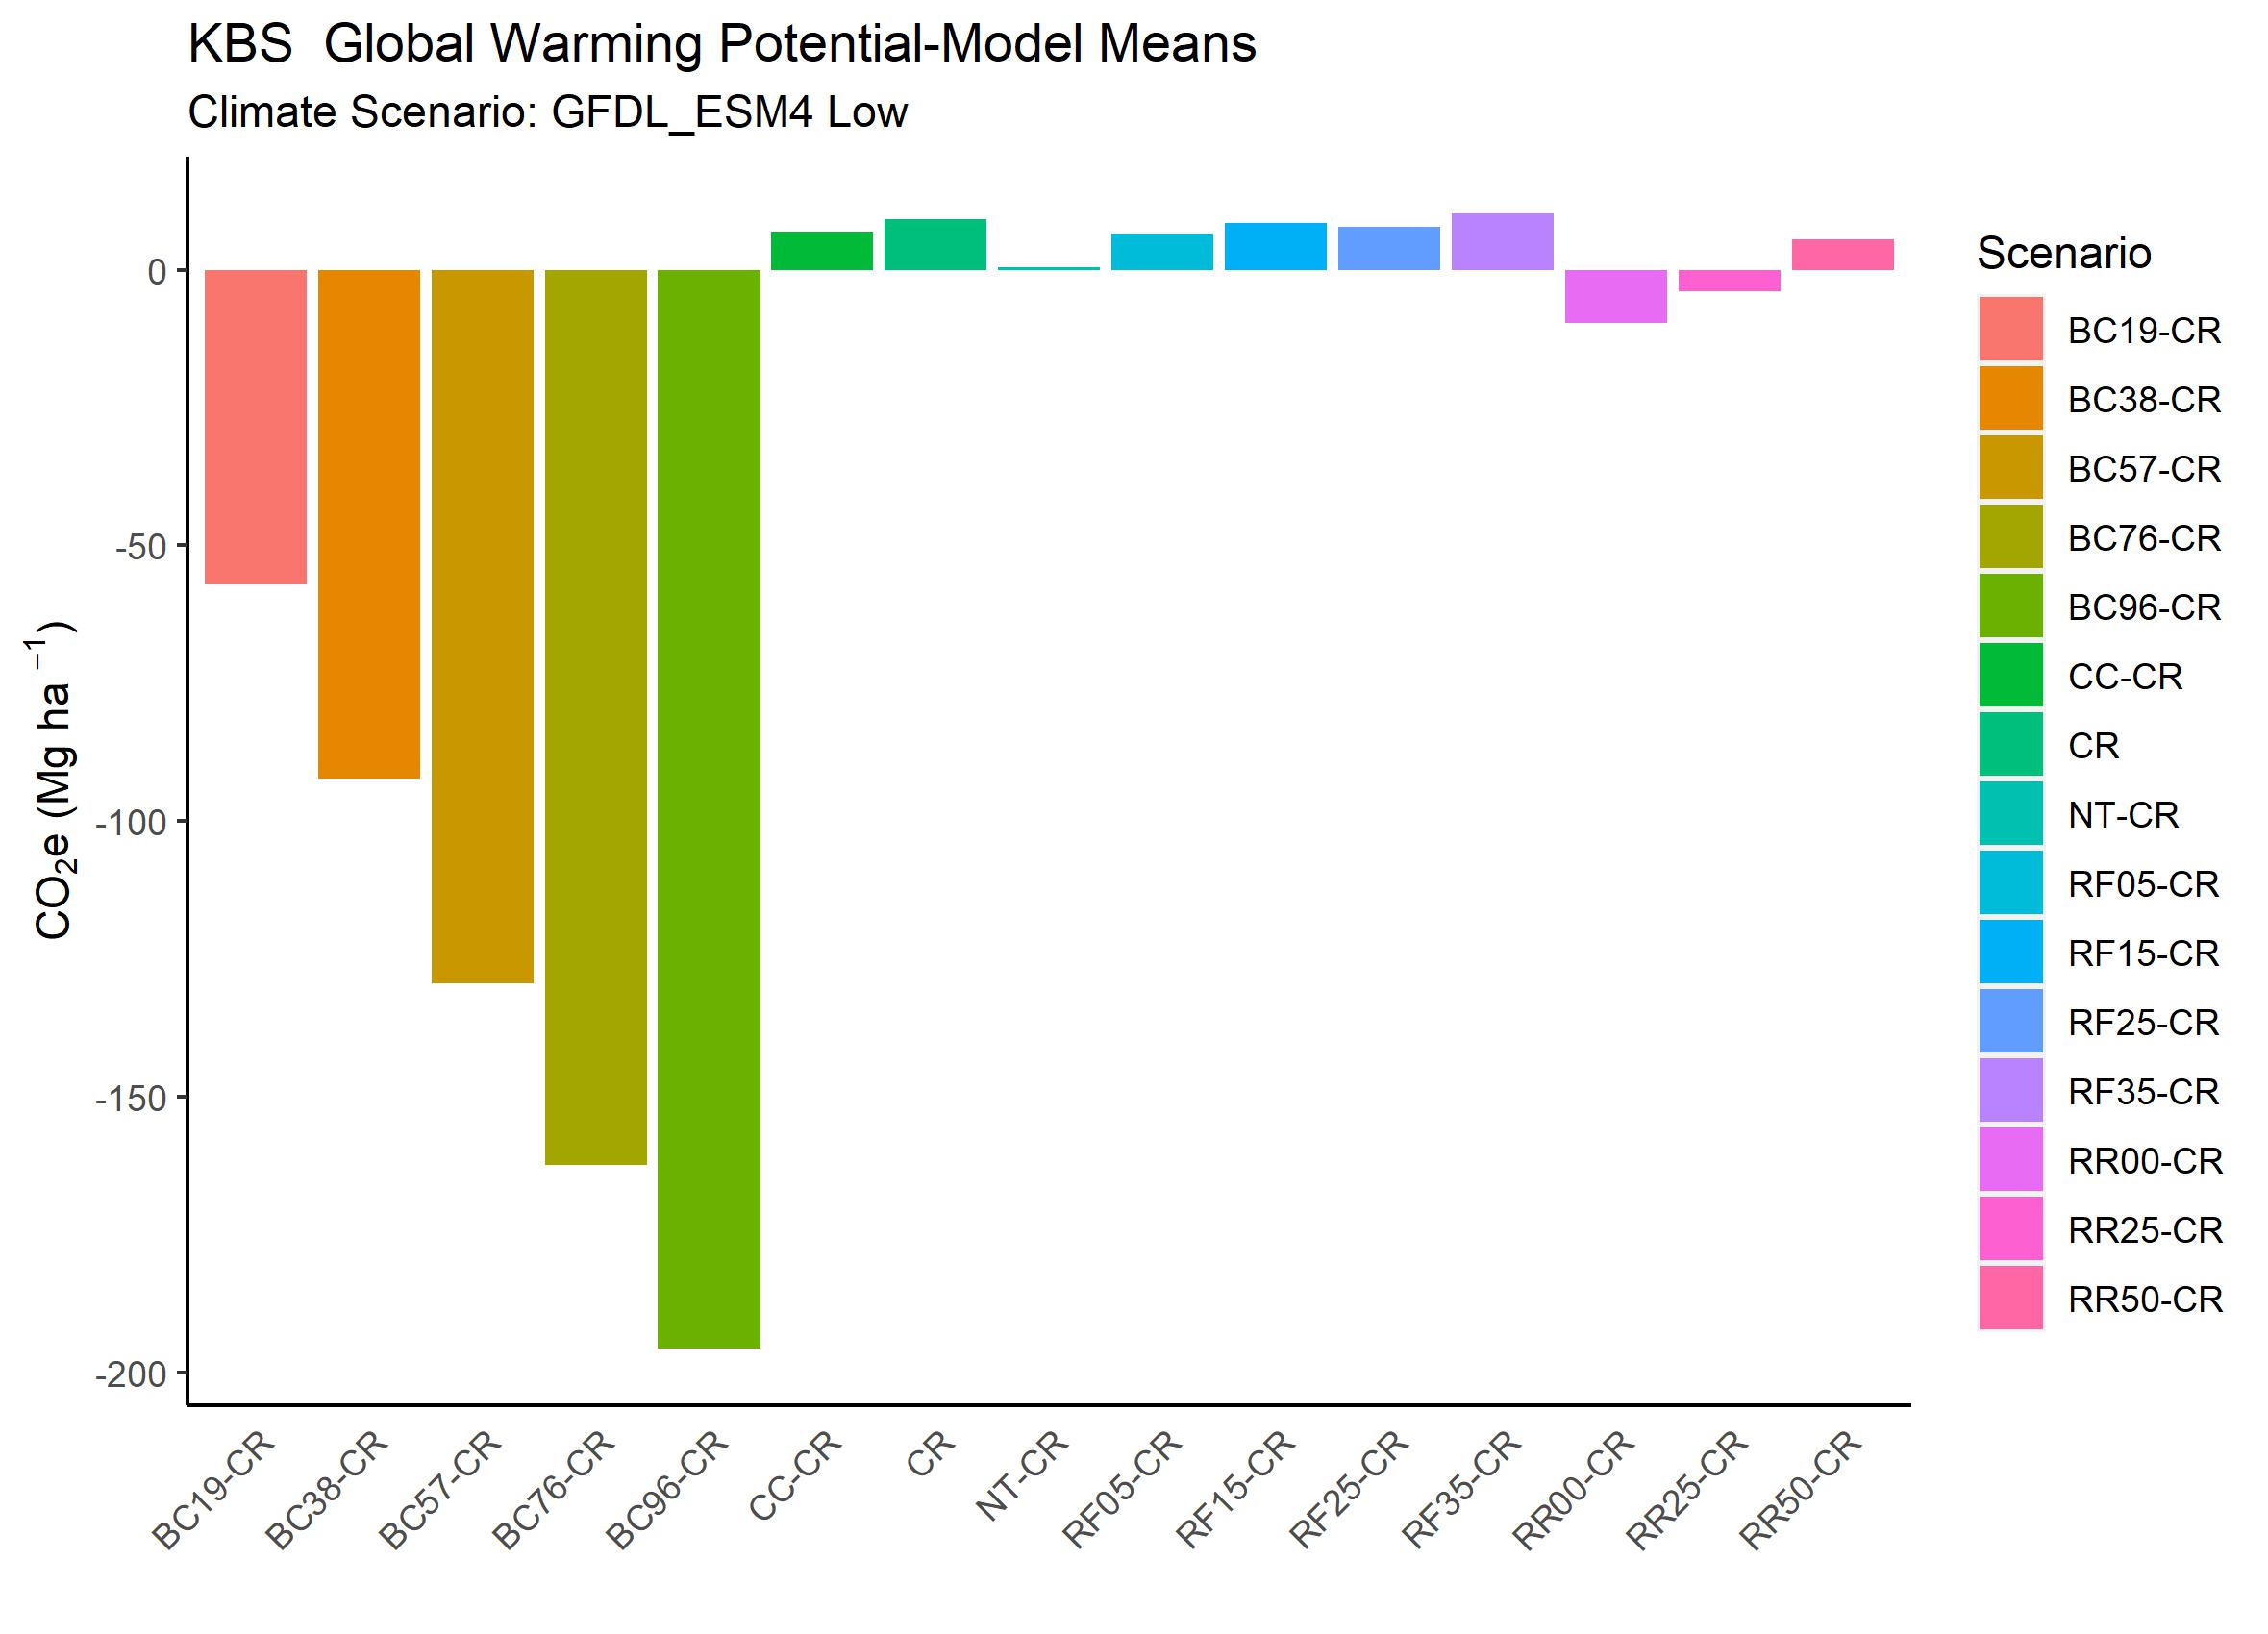 KBS  Global Warming Potential-Model Means
Climate Scenario: GFDL_ESM4 Low
CO₂e (Mg ha ⁻¹)
0
-50
-100
-150
-200
BC19-CR
BC38-CR
BC57-CR
BC76-CR
BC96-CR
CC-CR
CR
NT-CR
RF05-CR
RF15-CR
RF25-CR
RF35-CR
RR00-CR
RR25-CR
RR50-CR
Scenario
BC19-CR
BC38-CR
BC57-CR
BC76-CR
BC96-CR
CC-CR
CR
NT-CR
RF05-CR
RF15-CR
RF25-CR
RF35-CR
RR00-CR
RR25-CR
RR50-CR